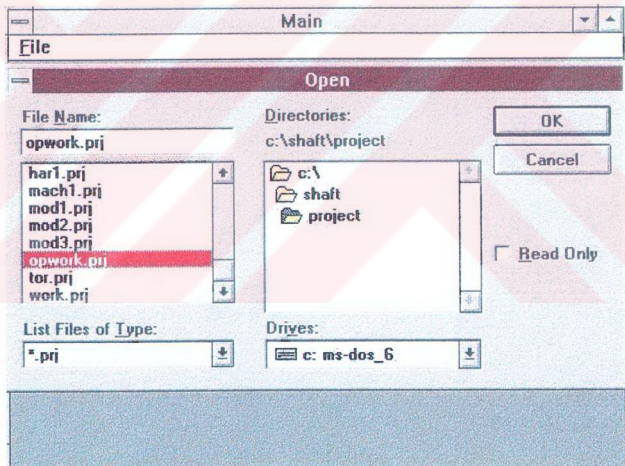 Main
File
Open
File Name:
opwork.prj
har1.prj
mach1.prj
mod1.prj
mod2.prj
mod3.prj
opwork.prj
tor.prj
work.prj
List Files of Type:
*.prj
Directories:
c:\shaft\project
c:\
shaft
project
Drives:
c: ms-dos_6
OK
Cancel
Read Only